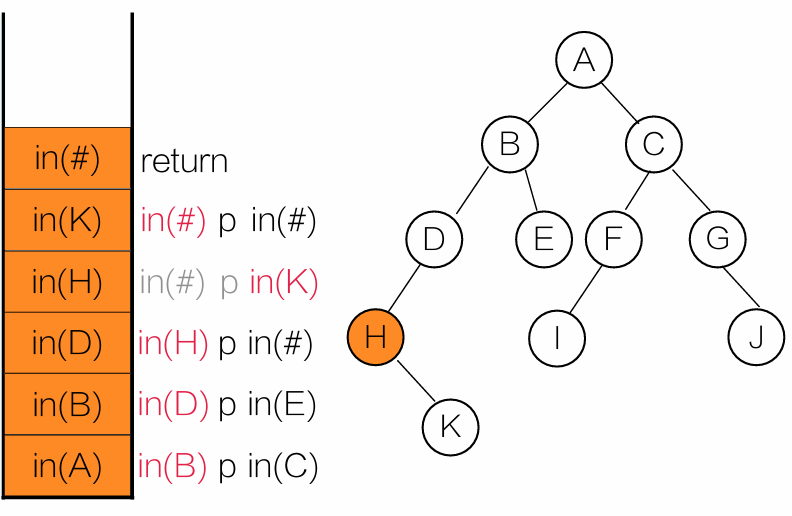 in(#) return
in(K) in(#) p in(#)
in(H) in(#) p in(K)
in(D) in(H) p in(#)
in(B) in(D) p in(E)
in(A) in(B) p in(C)
A
B C
D E F G
H I J
K